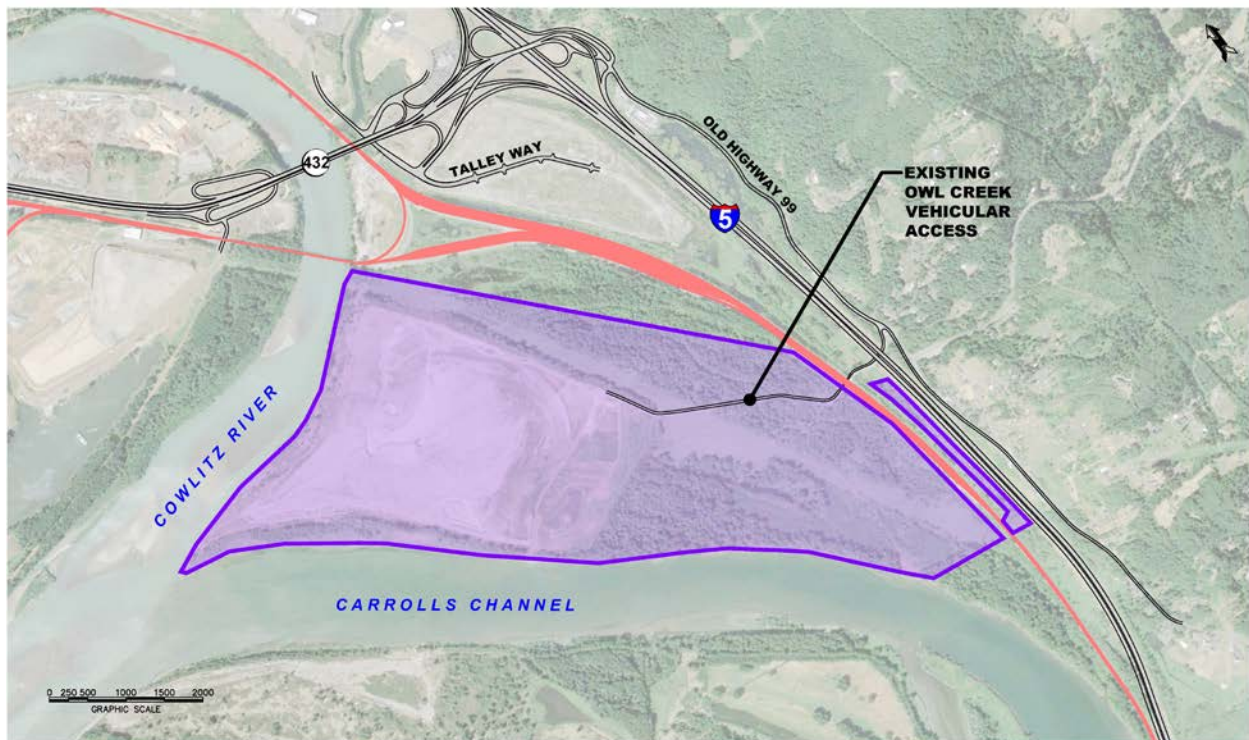 432
TALLEY WAY
OLD HIGHWAY 99
5
EXISTING
OWL CREEK
VEHICULAR
ACCESS
COWLITZ RIVER
CARROLLS CHANNEL
0 250 500 1000 1500 2000
GRAPHIC SCALE